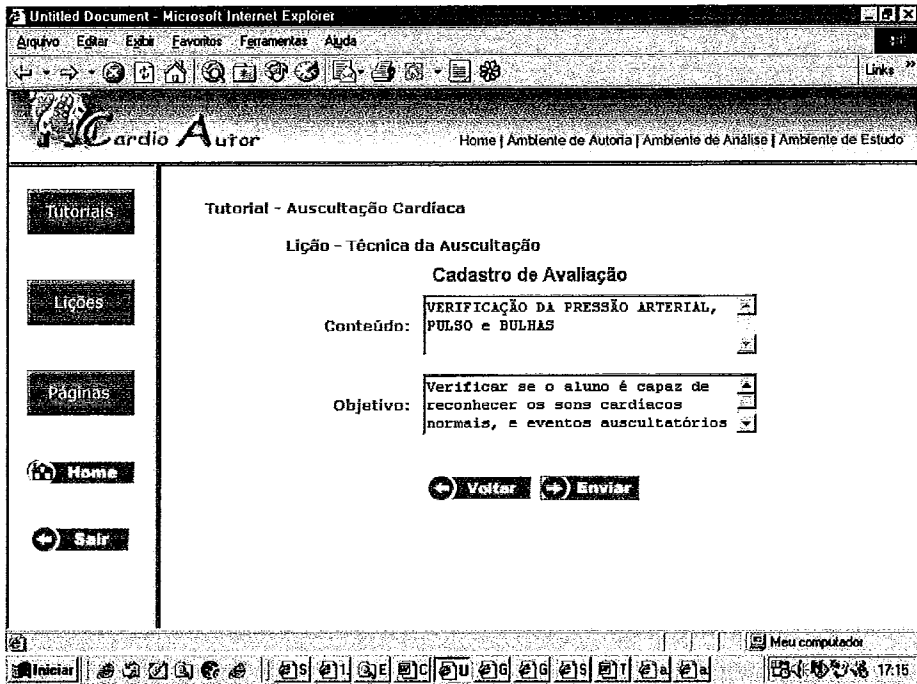 Untitled Document - Microsoft Internet Explorer
Arquivo Editar Exibir Favoritos Ferramentas Ajuda
Links »
Cardio Autor
Home | Ambiente de Autoria | Ambiente de Análise | Ambiente de Estudo
Tutoriais
Tutorial - Auscultação Cardíaca
Lição - Técnica da Auscultação
Cadastro de Avaliação
Lições
Conteúdo:
VERIFICAÇÃO DA PRESSÃO ARTERIAL,
PULSO e BULHAS
Páginas
Objetivo:
Verificar se o aluno é capaz de
reconhecer os sons cardíacos
normais, e eventos auscultatórios
Home
Voltar Enviar
Sair
Meu computador
Iniciar
17:15